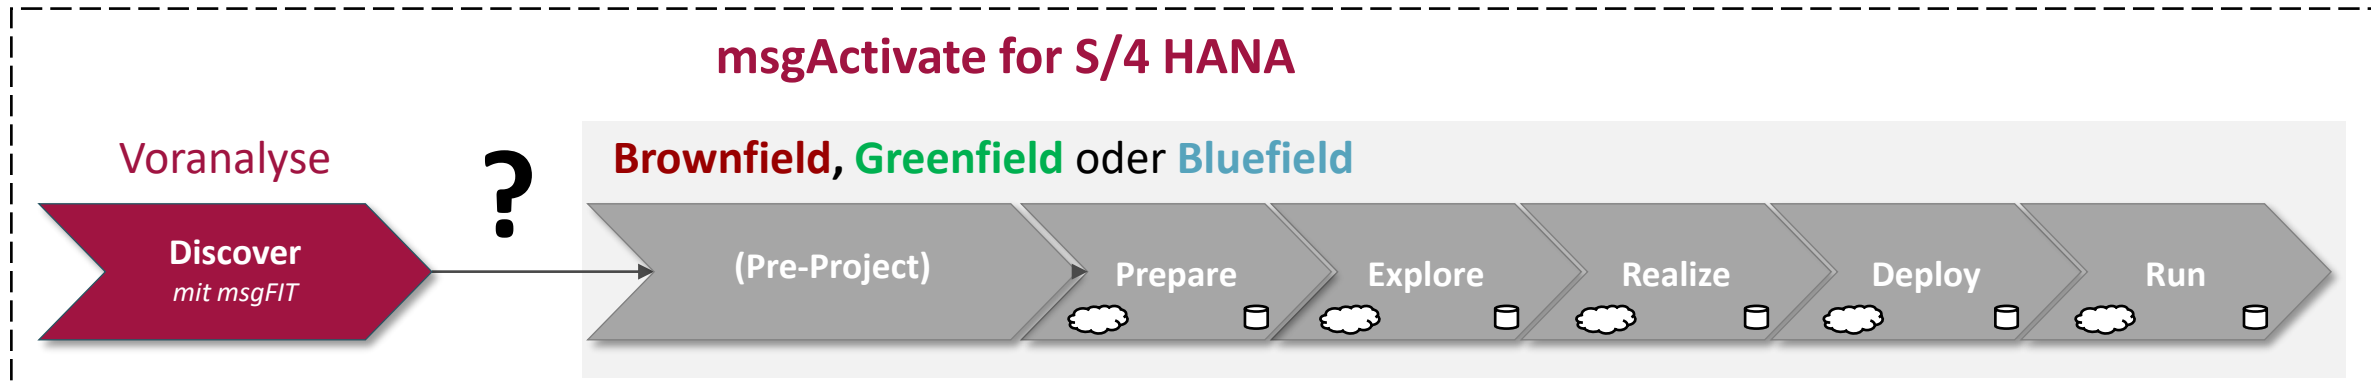 msgActivate for S/4 HANA
Voranalyse
?
Brownfield, Greenfield oder Bluefield
Discover
mit msgFIT
(Pre-Project)
Prepare
Explore
Realize
Deploy
Run